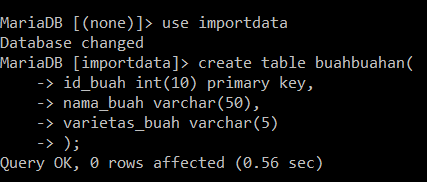 MariaDB [(none)]> use importdata
Database changed
MariaDB [importdata]> create table buahbuahan(
    -> id_buah int(10) primary key,
    -> nama_buah varchar(50),
    -> varietas_buah varchar(5)
    -> );
Query OK, 0 rows affected (0.56 sec)